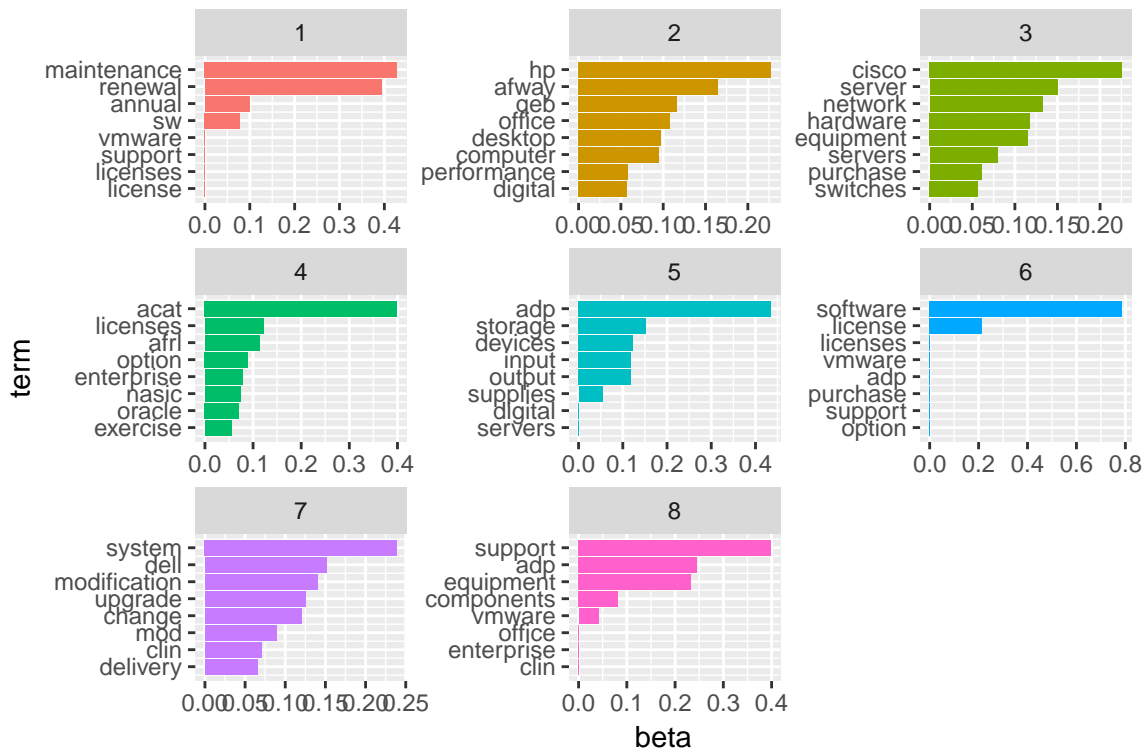 1
maintenance
renewal
annual
sw
vmware
support
licenses
license
0.0 0.1 0.2 0.3 0.4
2
hp
afway
qeb
office
desktop
computer
performance
digital
0.00 0.05 0.10 0.15 0.20
3
cisco
server
network
hardware
equipment
servers
purchase
switches
0.00 0.05 0.10 0.15 0.20
4
acat
licenses
afrl
option
enterprise
nasic
oracle
exercise
0.0 0.1 0.2 0.3 0.4
5
adp
storage
devices
input
output
supplies
digital
servers
0.0 0.1 0.2 0.3 0.4
6
software
license
licenses
vmware
adp
purchase
support
option
0.0 0.2 0.4 0.6 0.8
7
system
dell
modification
upgrade
change
mod
clin
delivery
0.00 0.05 0.10 0.15 0.20 0.25
8
support
adp
equipment
components
vmware
office
enterprise
clin
0.0 0.1 0.2 0.3 0.4
term
beta